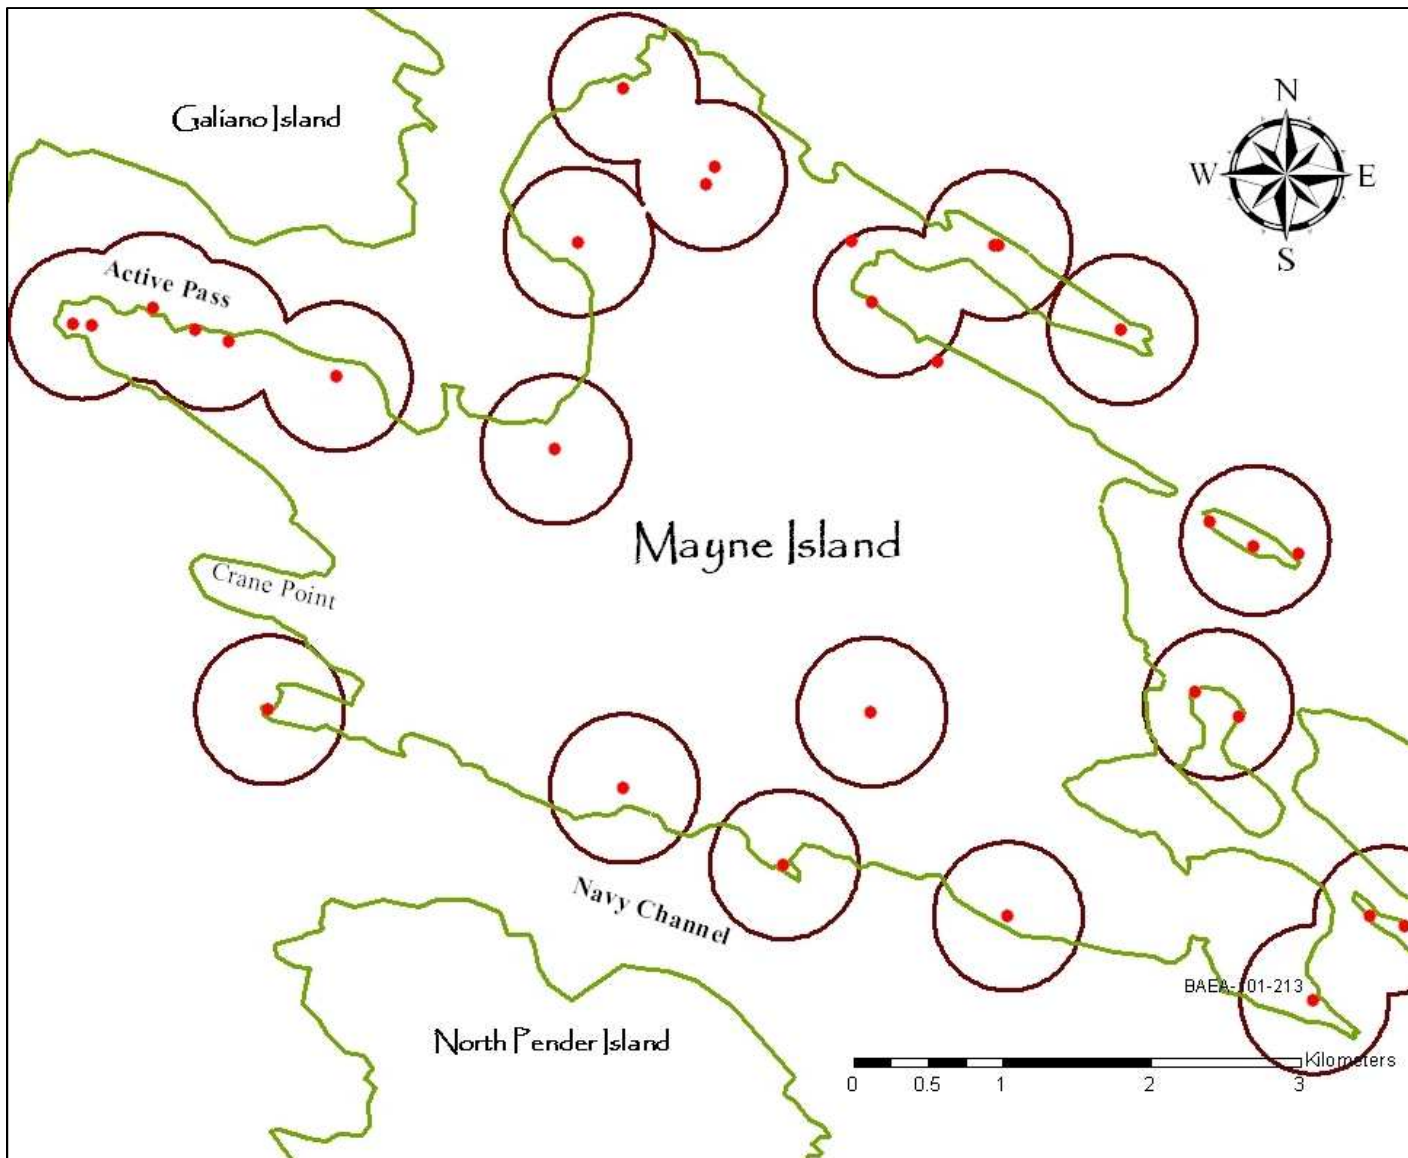 Galiano Island
N
W E
S
Active Pass
Mayne Island
Crane Point
Navy Channel
BAEA-101-213
North Pender Island
Kilometers
0 0.5 1 2 3